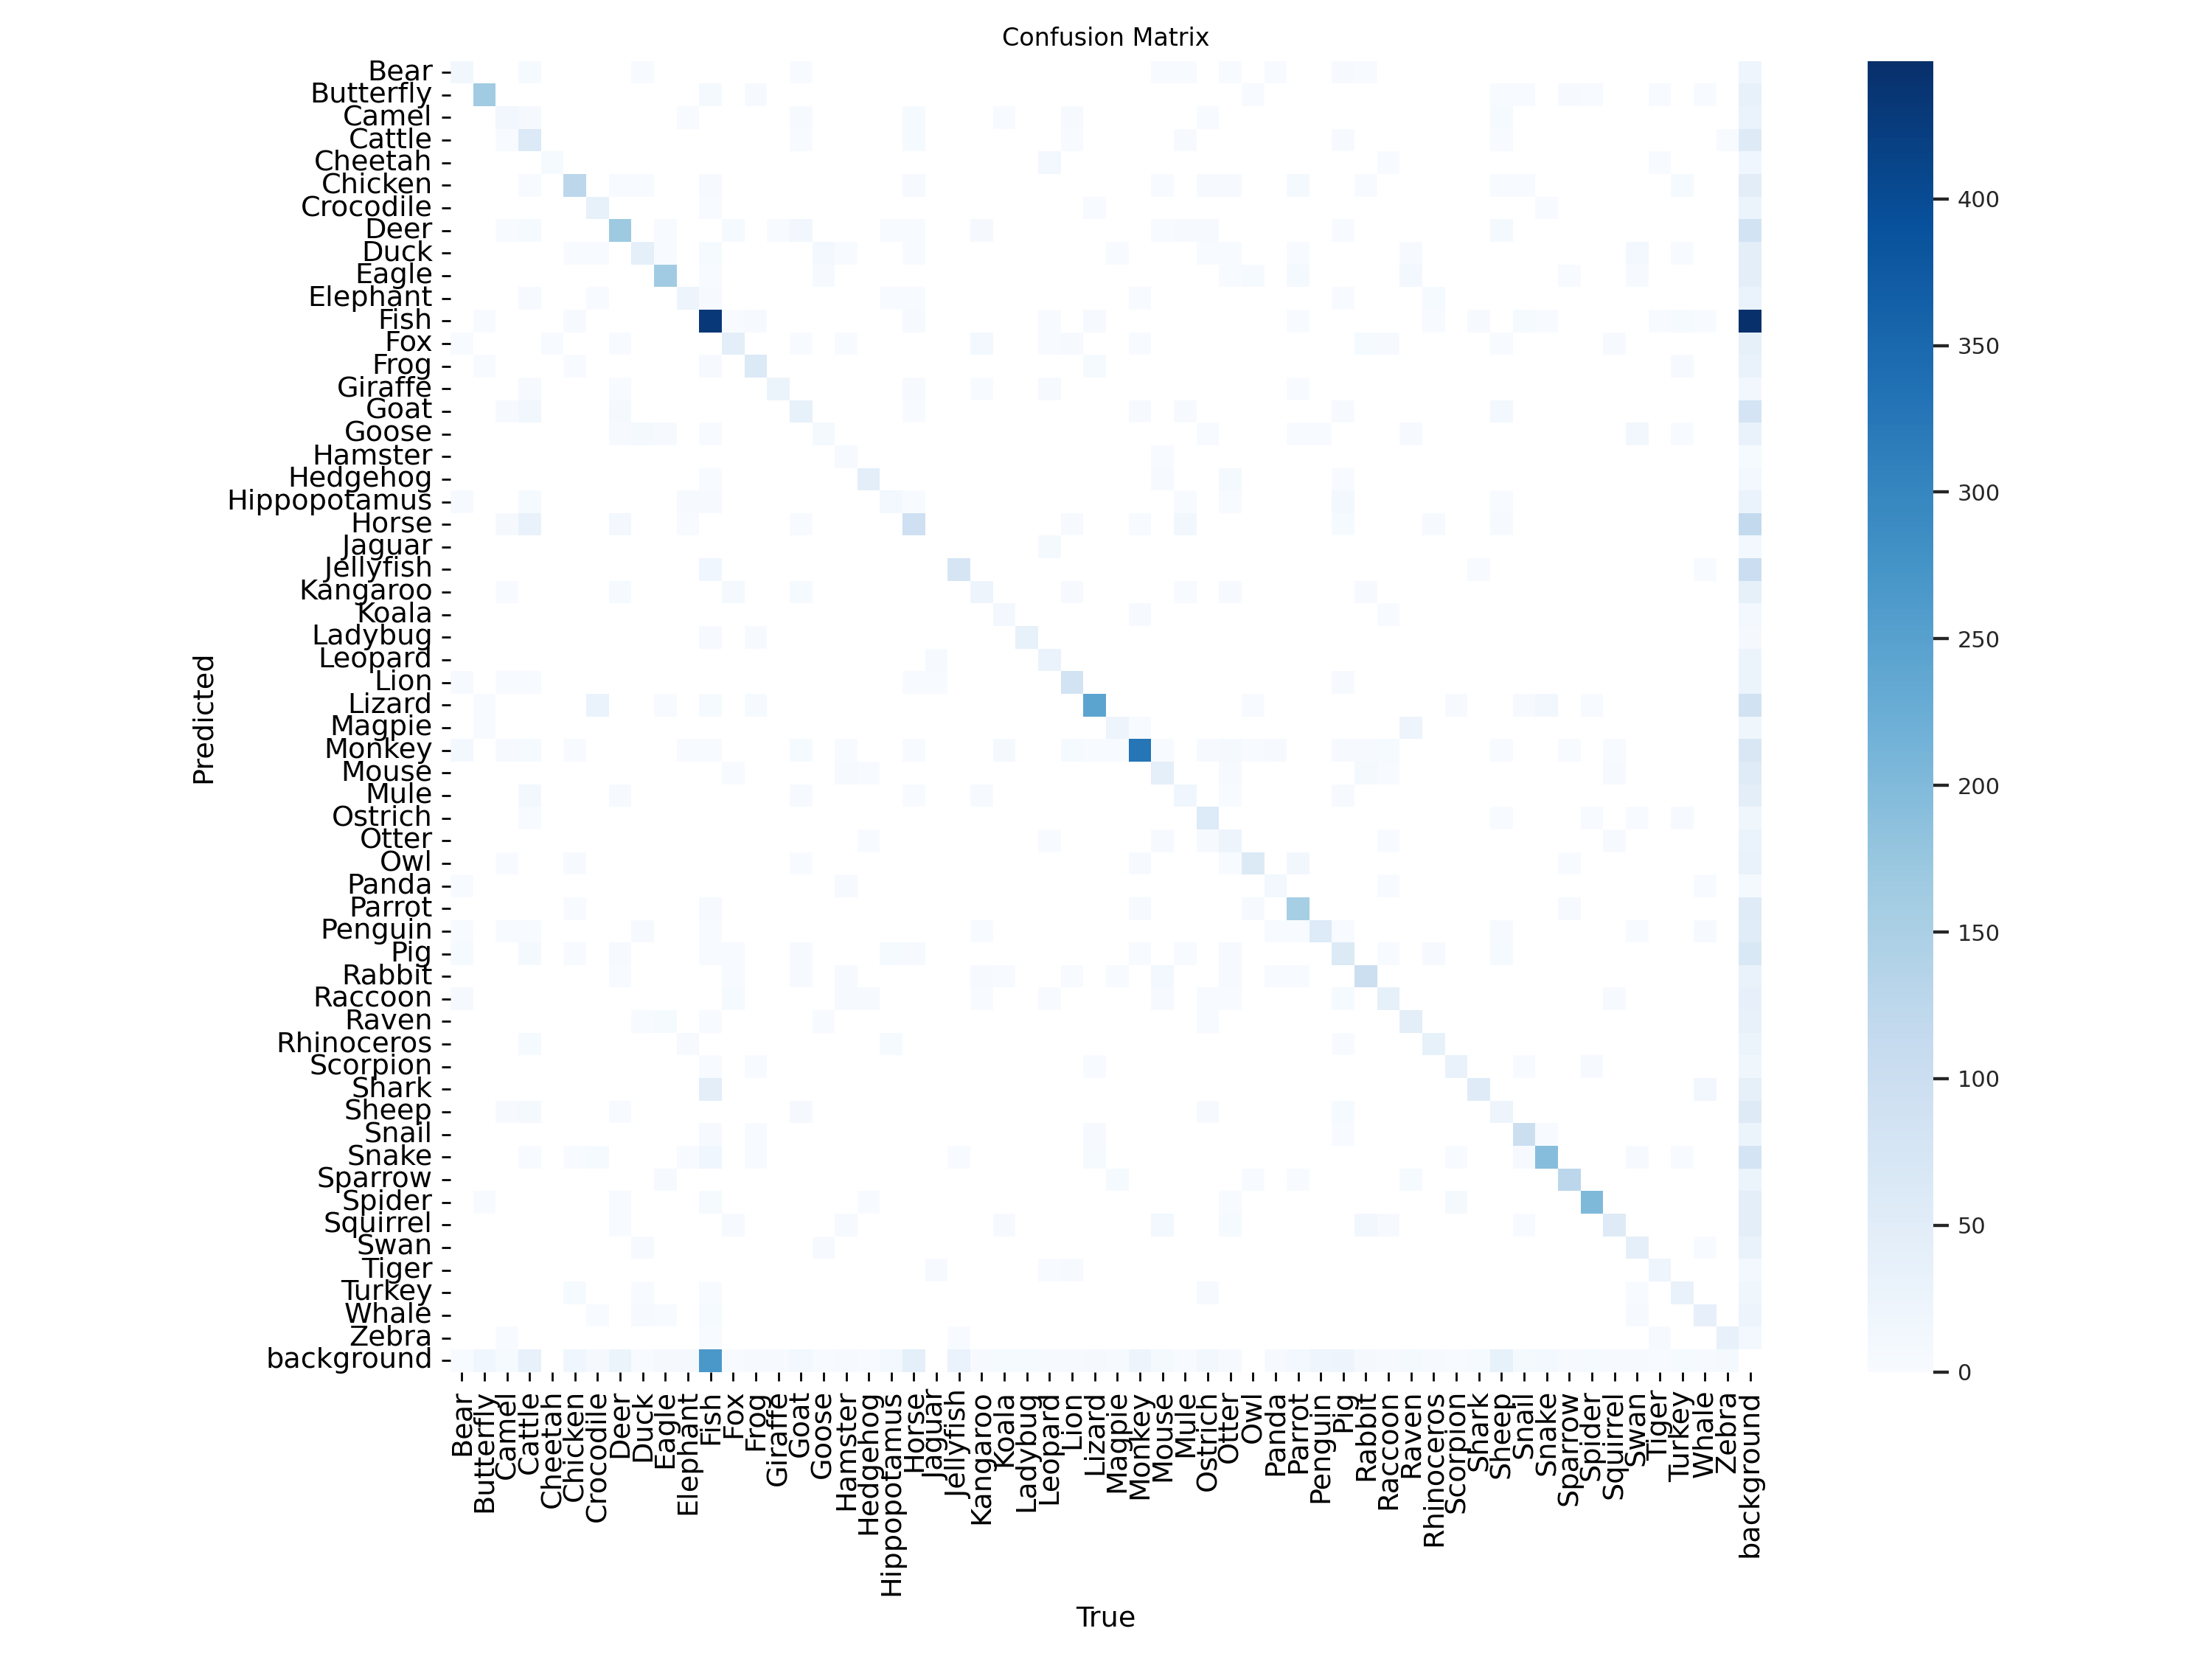 Confusion Matrix
Bear
Butterfly
Camel
Cattle
Cheetah
Chicken
Crocodile
Deer
Duck
Eagle
Elephant
Fish
Fox
Frog
Giraffe
Goat
Goose
Hamster
Hedgehog
Hippopotamus
Horse
Jaguar
Jellyfish
Kangaroo
Koala
Ladybug
Leopard
Lion
Lizard
Magpie
Monkey
Mouse
Mule
Ostrich
Otter
Owl
Panda
Parrot
Penguin
Pig
Rabbit
Raccoon
Raven
Rhinoceros
Scorpion
Shark
Sheep
Snail
Snake
Sparrow
Spider
Squirrel
Swan
Tiger
Turkey
Whale
Zebra
background
Predicted
Bear
Butterfly
Camel
Cattle
Cheetah
Chicken
Crocodile
Deer
Duck
Eagle
Elephant
Fish
Fox
Frog
Giraffe
Goat
Goose
Hamster
Hedgehog
Hippopotamus
Horse
Jaguar
Jellyfish
Kangaroo
Koala
Ladybug
Leopard
Lion
Lizard
Magpie
Monkey
Mouse
Mule
Ostrich
Otter
Owl
Panda
Parrot
Penguin
Pig
Rabbit
Raccoon
Raven
Rhinoceros
Scorpion
Shark
Sheep
Snail
Snake
Sparrow
Spider
Squirrel
Swan
Tiger
Turkey
Whale
Zebra
background
True
400
350
300
250
200
150
100
50
0